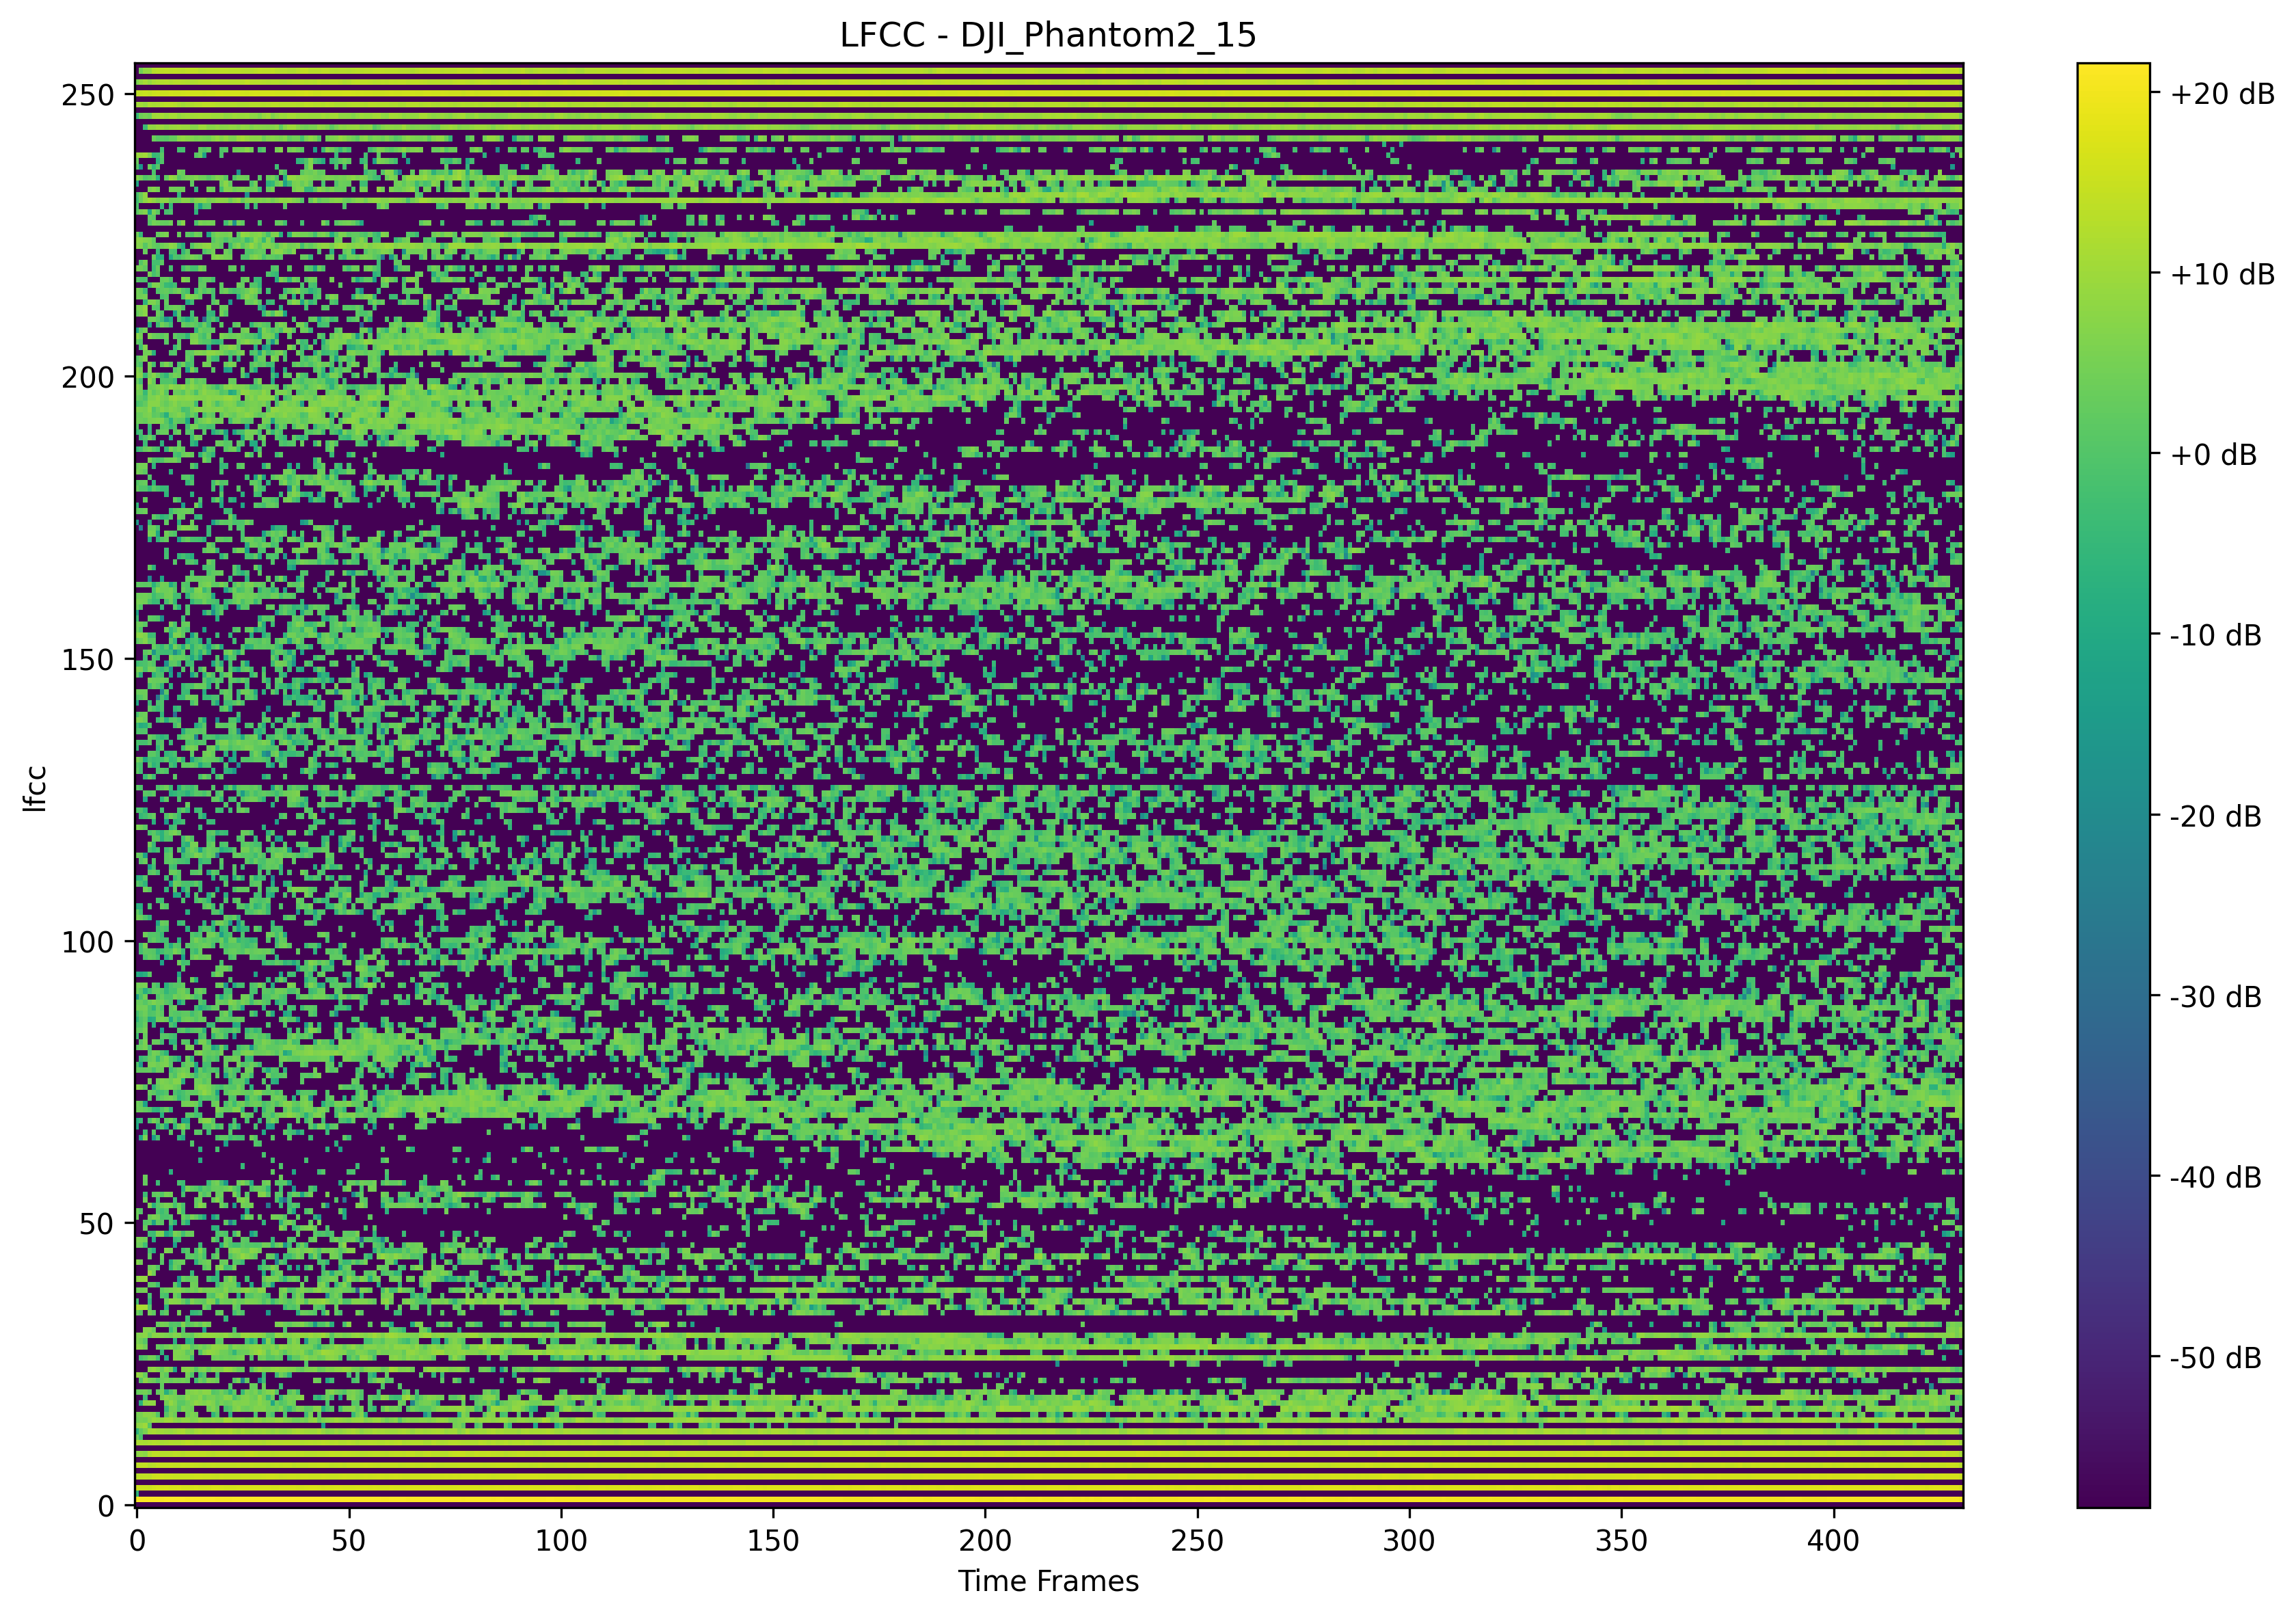 LFCC - DJI_Phantom2_15
250
200
150
100
50
0
lfcc
0 50 100 150 200 250 300 350 400
Time Frames
+20 dB
+10 dB
+0 dB
-10 dB
-20 dB
-30 dB
-40 dB
-50 dB